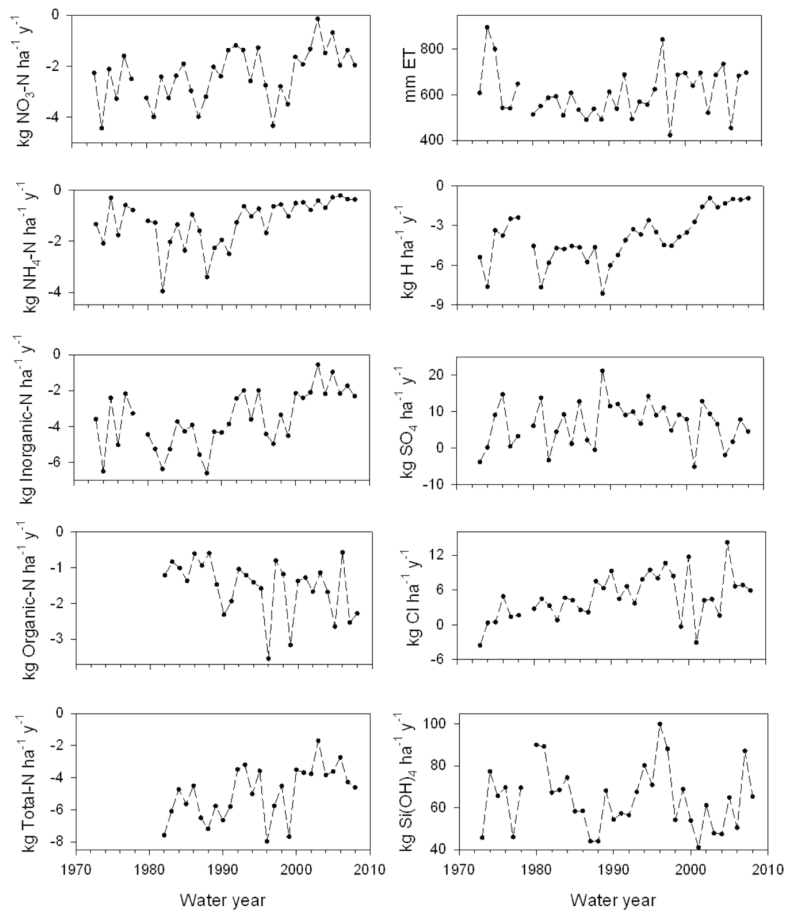 kg NO3-N ha-1 y-1
0
-2
-4
mm ET
800
600
400
kg NH4-N ha-1 y-1
0
-2
-4
kg H ha-1 y-1
0
-3
-6
-9
kg Inorganic-N ha-1 y-1
0
-2
-4
-6
kg SO4 ha-1 y-1
20
10
0
-10
kg Organic-N ha-1 y-1
0
-1
-2
-3
kg Cl ha-1 y-1
12
6
0
-6
kg Total-N ha-1 y-1
0
-2
-4
-6
-8
1970 1980 1990 2000 2010
Water year
kg Si(OH)4 ha-1 y-1
100
80
60
40
1970 1980 1990 2000 2010
Water year